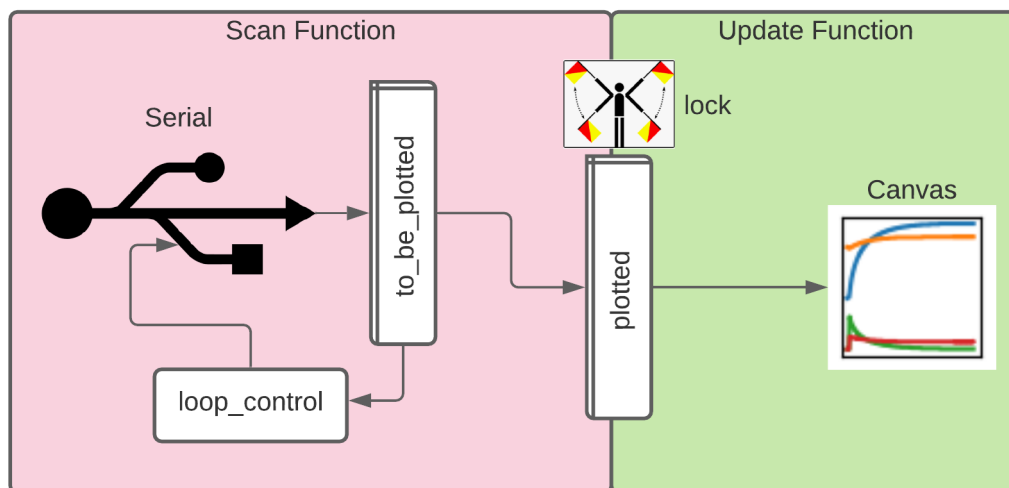 Scan Function
Update Function
Serial
lock
to_be_plotted
plotted
Canvas
loop_control